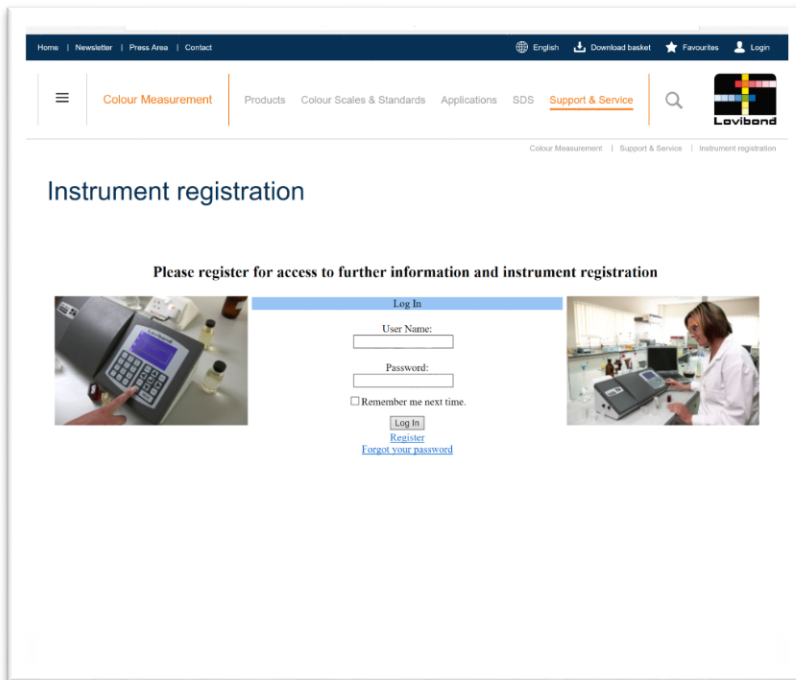 Home | Newsletter | Press Area | Contact English Download basket Favourites Login
Colour Measurement Products Colour Scales & Standards Applications SDS Support & Service
Lovibond
Colour Measurement | Support & Service | Instrument registration
Instrument registration
Please register for access to further information and instrument registration
Log In
User Name:
Password:
Remember me next time.
Log In
Register
Forgot your password